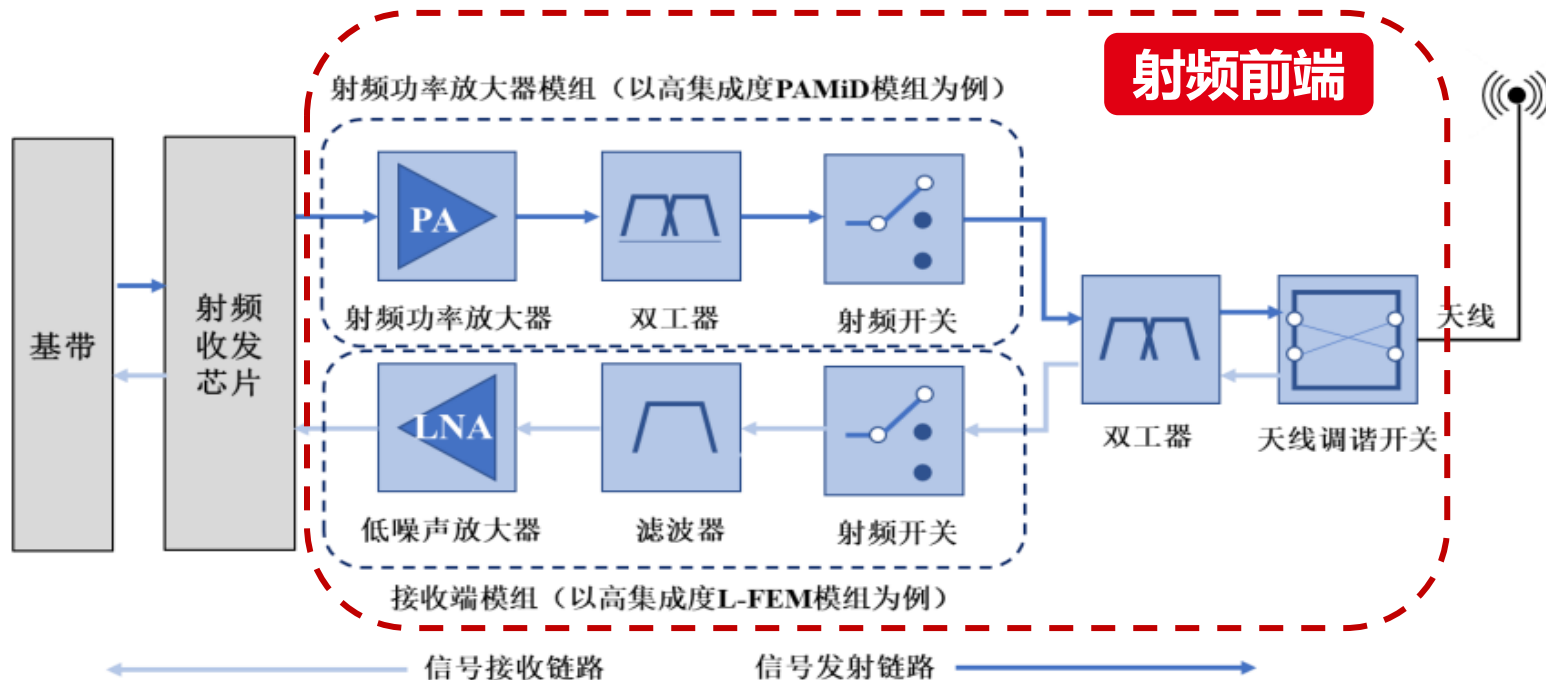 射频前端
射频功率放大器模组（以高集成度PAMiD模组为例）
PA
射频功率放大器
双工器
射频开关
基带
射频
收发
芯片
天线
LNA
双工器
天线调谐开关
低噪声放大器
滤波器
射频开关
接收端模组（以高集成度L-FEM模组为例）
信号接收链路
信号发射链路